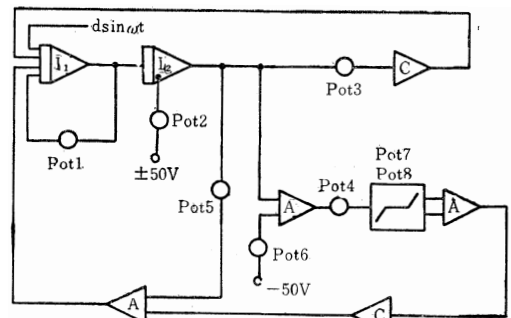 dsinωt
I₁
I₂
C
Pot3
Pot2
Pot1
±50V
Pot7
Pot8
Pot4
Pot5
A
A
Pot6
−50V
A
C